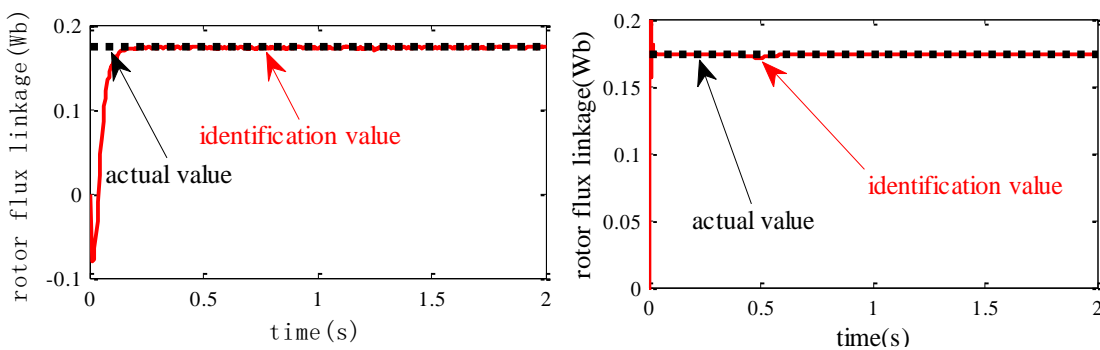 rotor flux linkage(Wb)
0.2
0.1
0
-0.1
identification value
actual value
0
0.5
1
1.5
2
time(s)
rotor flux linkage(Wb)
0.2
0.15
0.1
0.05
0
identification value
actual value
0
0.5
1
1.5
2
time(s)